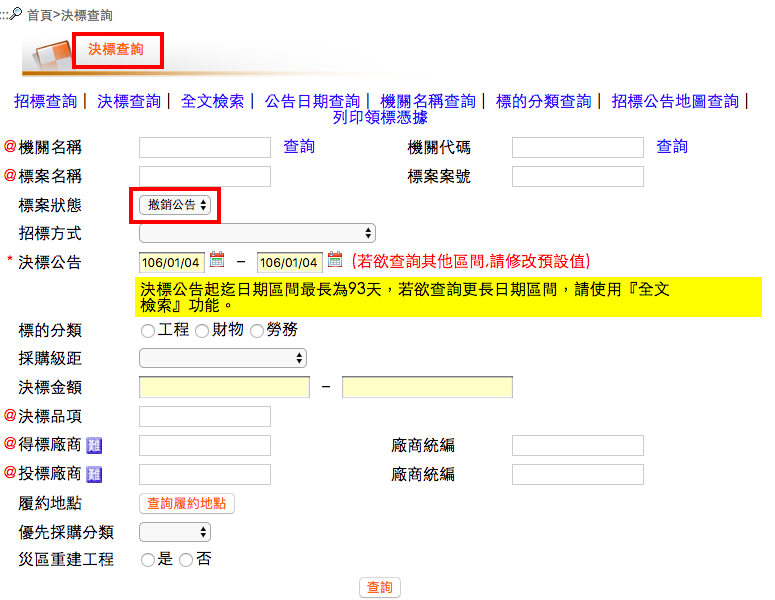 :::首頁>決標查詢
決標查詢
招標查詢 | 決標查詢 | 全文檢索 | 公告日期查詢 | 機關名稱查詢 | 標的分類查詢 | 招標公告地圖查詢 |
列印領標憑據
@機關名稱 查詢 機關代碼 查詢
@標案名稱 標案案號
標案狀態 撤銷公告
招標方式
* 決標公告 106/01/04 – 106/01/04 (若欲查詢其他區間,請修改預設值)
決標公告起迄日期區間最長為93天，若欲查詢更長日期區間，請使用『全文
檢索』功能。
標的分類 工程 財物 勞務
採購級距
決標金額 –
@決標品項
@得標廠商 難 廠商統編
@投標廠商 難 廠商統編
履約地點 查詢履約地點
優先採購分類
災區重建工程 是 否
查詢